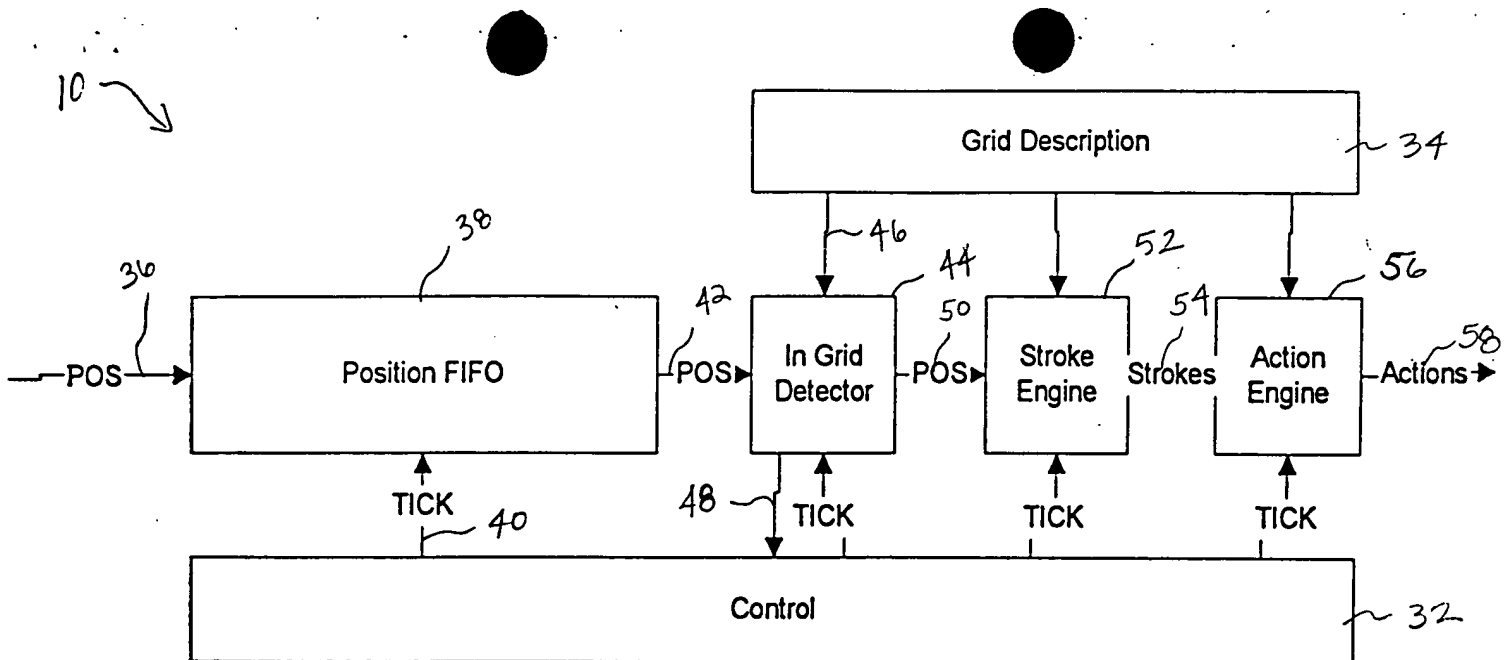 10
Grid Description
34
38
46
52
44
56
36
42
50
54
58
POS
Position FIFO
POS
In Grid
Detector
POS
Stroke
Engine
Strokes
Action
Engine
Actions
TICK
40
48
TICK
TICK
TICK
Control
32